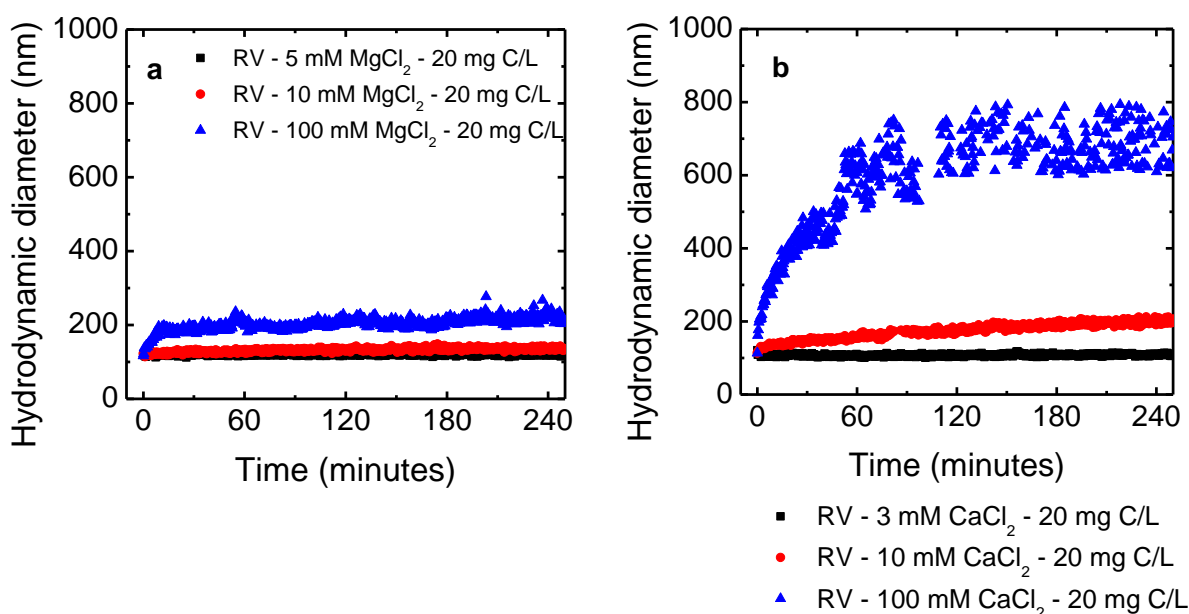 a
RV - 5 mM MgCl₂ - 20 mg C/L
RV - 10 mM MgCl₂ - 20 mg C/L
RV - 100 mM MgCl₂ - 20 mg C/L
Hydrodynamic diameter (nm)
1000
800
600
400
200
0
0 60 120 180 240
Time (minutes)
b
Hydrodynamic diameter (nm)
1000
800
600
400
200
0
0 60 120 180 240
Time (minutes)
RV - 3 mM CaCl₂ - 20 mg C/L
RV - 10 mM CaCl₂ - 20 mg C/L
RV - 100 mM CaCl₂ - 20 mg C/L